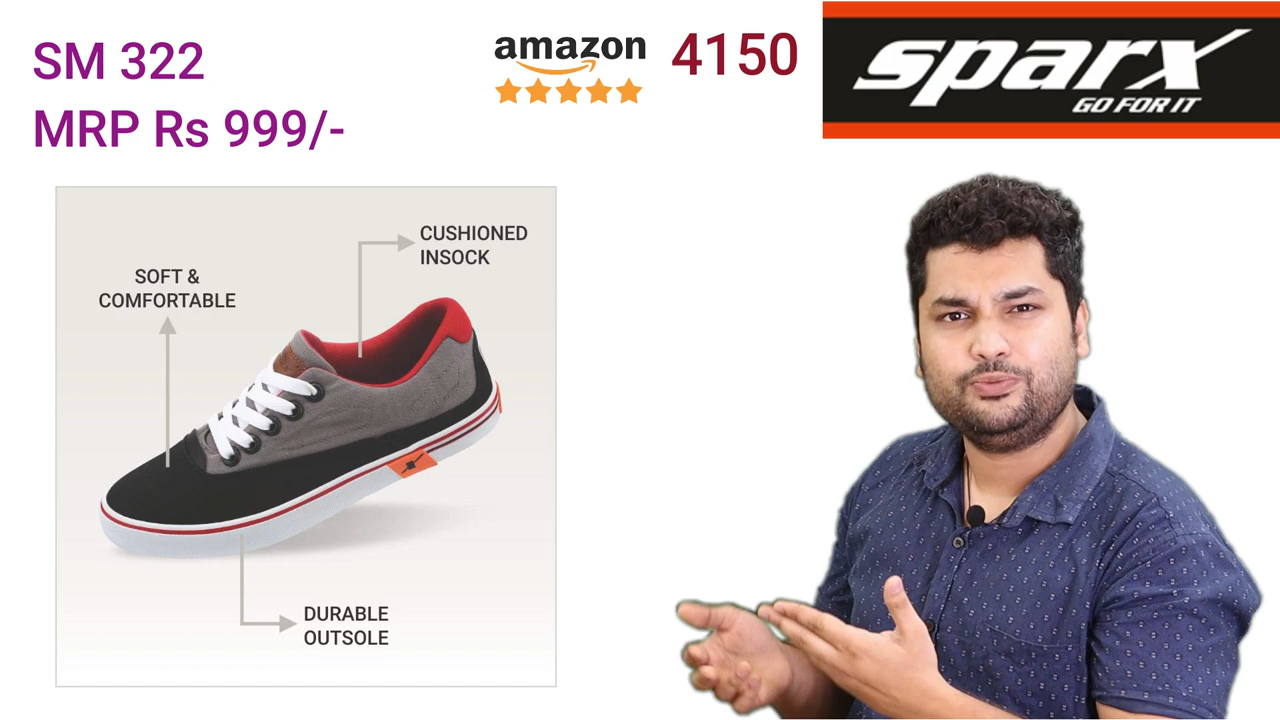 SM 322
MRP Rs 999/-
amazon
4150
sparx
GO FOR IT
CUSHIONED
INSOCK
SOFT &
COMFORTABLE
DURABLE
OUTSOLE